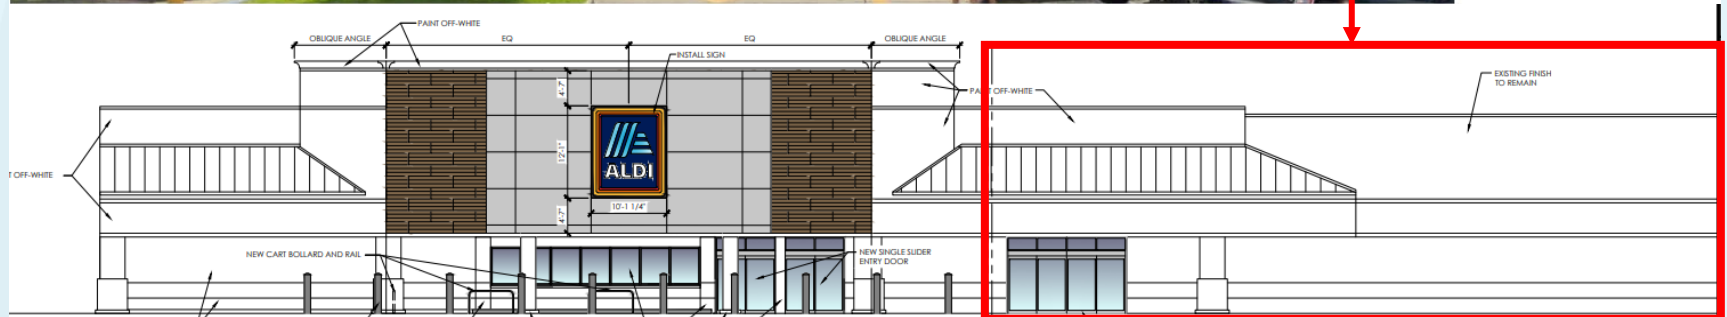 PAINT OFF-WHITE
OBLIQUE ANGLE
EQ
EQ
OBLIQUE ANGLE
INSTALL SIGN
EXISTING FINISH
TO REMAIN
4'-7"
PAINT OFF-WHITE
12'-1"
ALDI
T OFF-WHITE
10'-1 1/4"
4'-7"
NEW CART BOLLARD AND RAIL
NEW SINGLE SLIDER
ENTRY DOOR